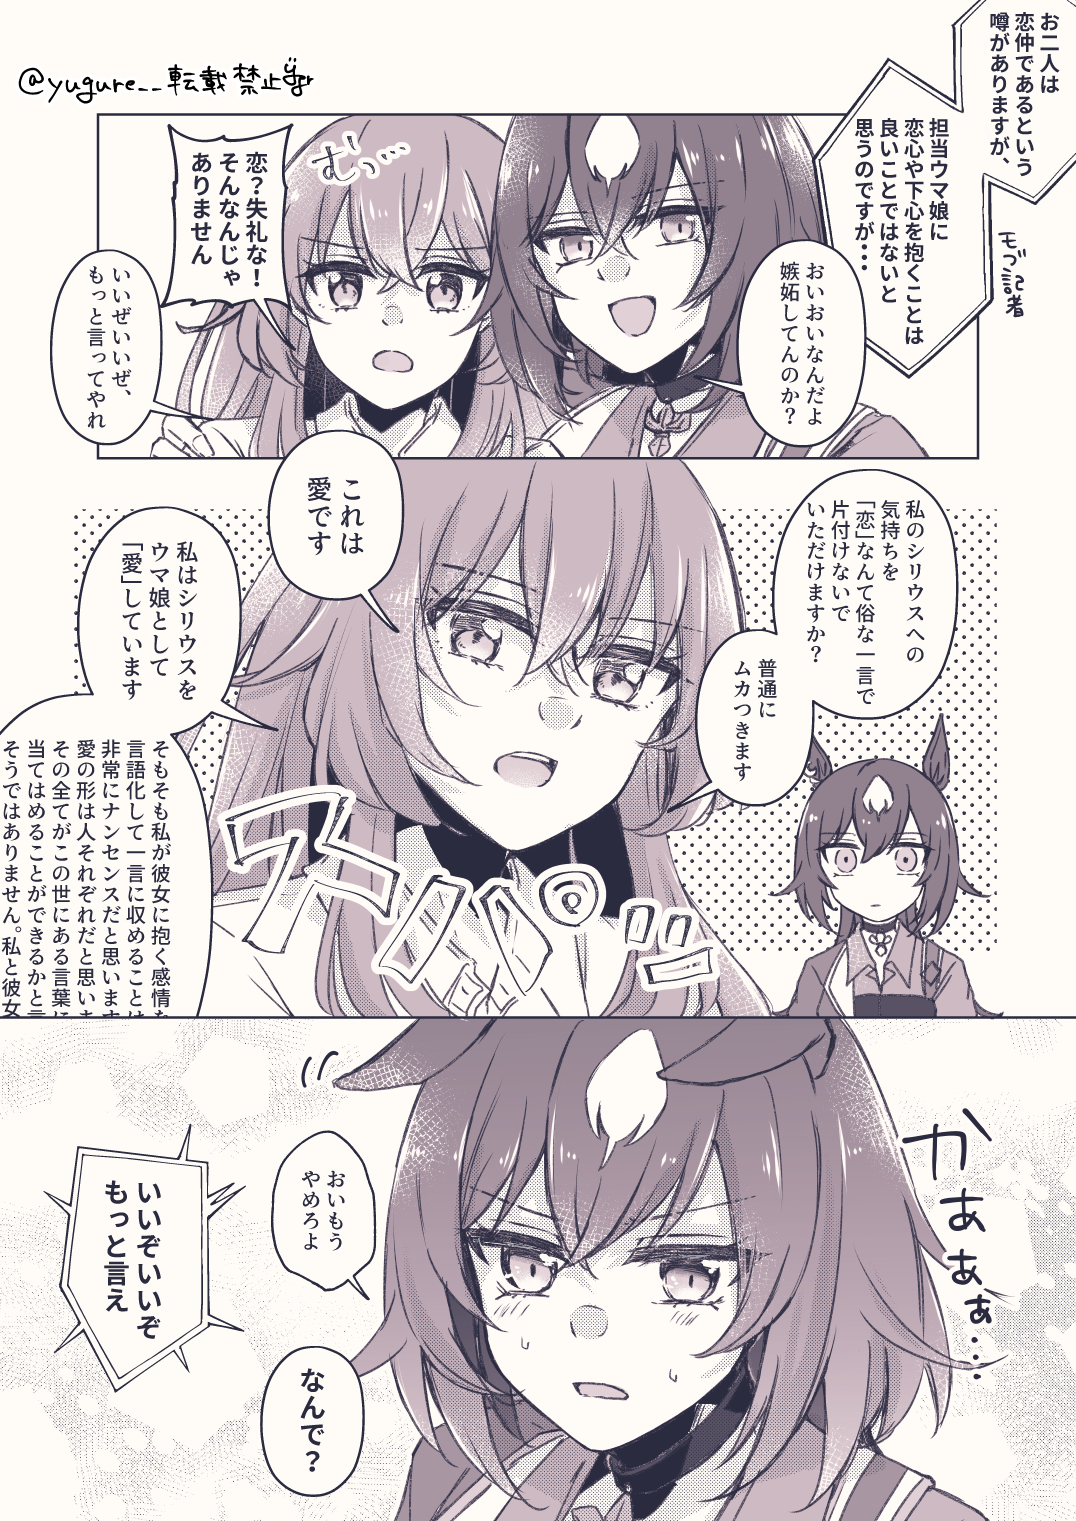 @yugure__転載禁止
お二人は
恋仲であるという
噂がありますが、
担当ウマ娘に
恋心や下心を抱くことは
良いことではないと
思うのですが・・・
モブ記者
おいおいなんだよ
嫉妬してんのか？
むっ…
恋？失礼な！
そんなんじゃ
ありません
いいぜいいぜ、
もっと言ってやれ
私のシリウスへの
気持ちを
「恋」なんて俗な一言で
片付けないで
いただけますか？
普通に
ムカつきます
これは
愛です
私はシリウスを
ウマ娘として
「愛」しています
そもそも私が彼女に抱く感情を
言語化して一言に収めることは
非常にナンセンスだと思います
愛の形は人それぞれだと思いま
その全てがこの世にある言葉に
当てはめることができるかと言
そうではありません。私と彼女
かぁぁぁ…
おいもう
やめろよ
いいぞいいぞ
もっと言え
なんで？